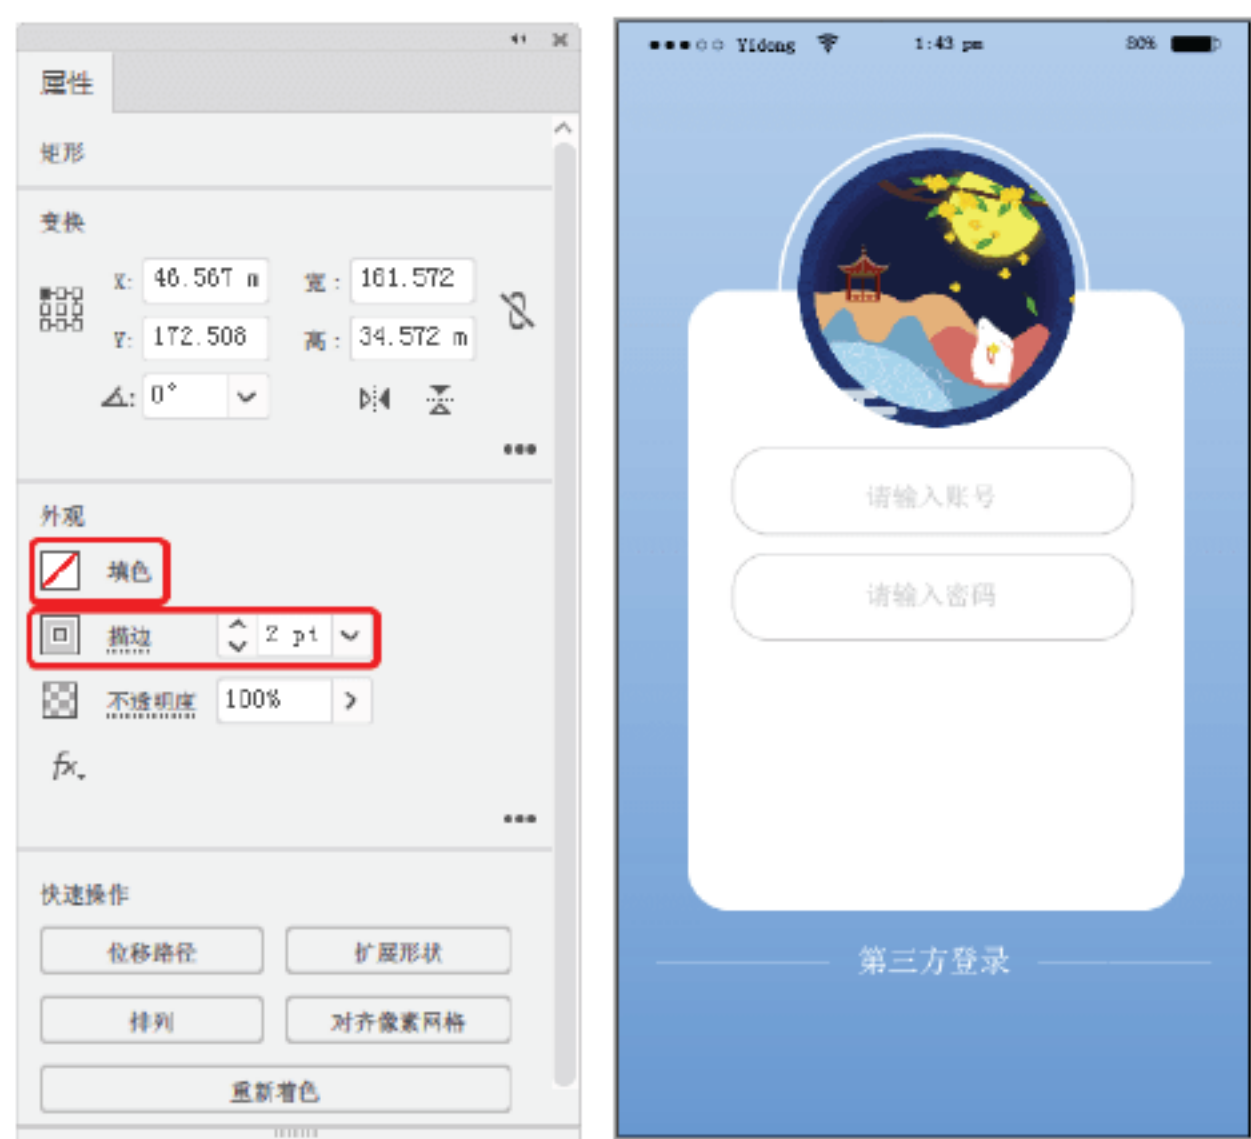 属性
矩形
变换
X: 46.567 m 宽: 161.572
Y: 172.508 高: 34.572 m
0°
外观
填色
描边 2 pt
不透明度 100%
fx.
快速操作
位移路径 扩展形状
排列 对齐像素网格
重新着色
Yidong 1:43 pm 80%
请输入账号
请输入密码
第三方登录